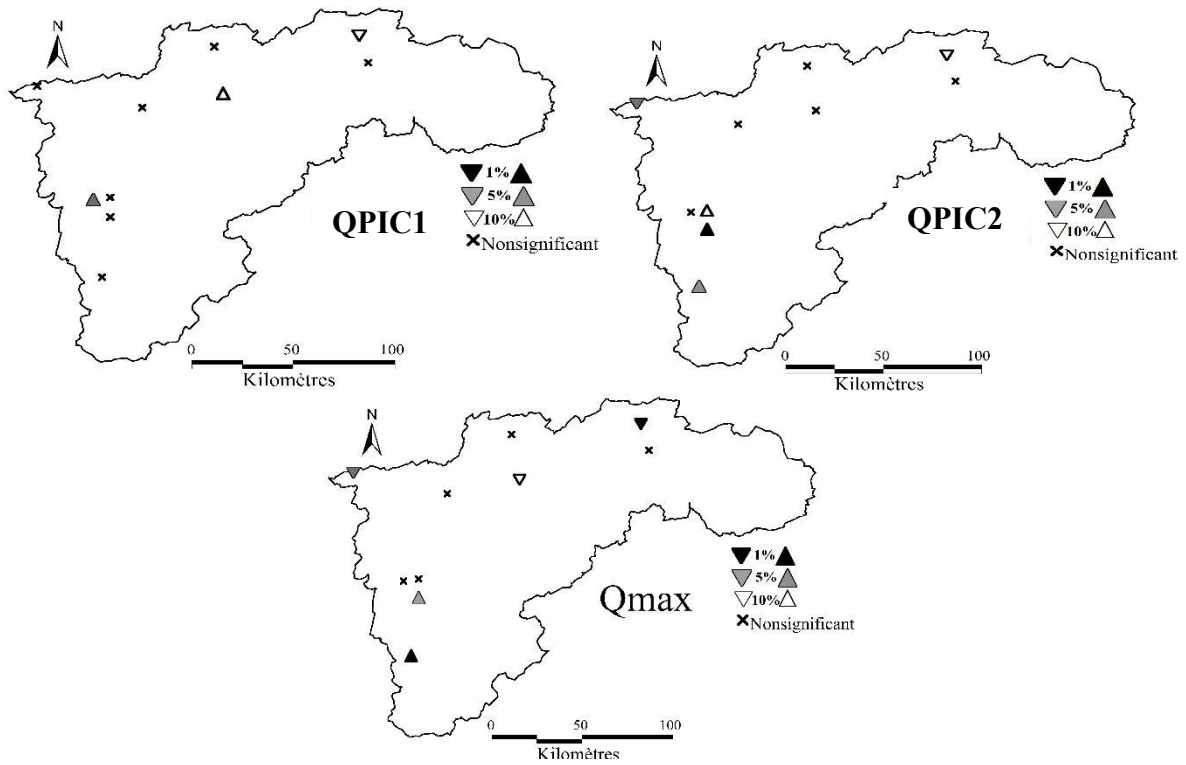 N
QPIC1
1%
5%
10%
Nonsignificant
0 50 100
Kilomètres
N
QPIC2
1%
5%
10%
Nonsignificant
0 50 100
Kilomètres
N
Qmax
1%
5%
10%
Nonsignificant
0 50 100
Kilomètres